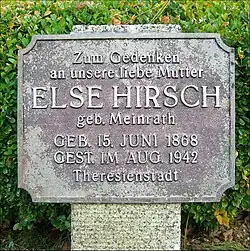 Zum Gedenken
an unsere liebe Mutter
ELSE HIRSCH
geb. Meinrath
GEB. 15. JUNI 1868
GEST. IM AUG. 1942
Theresienstadt